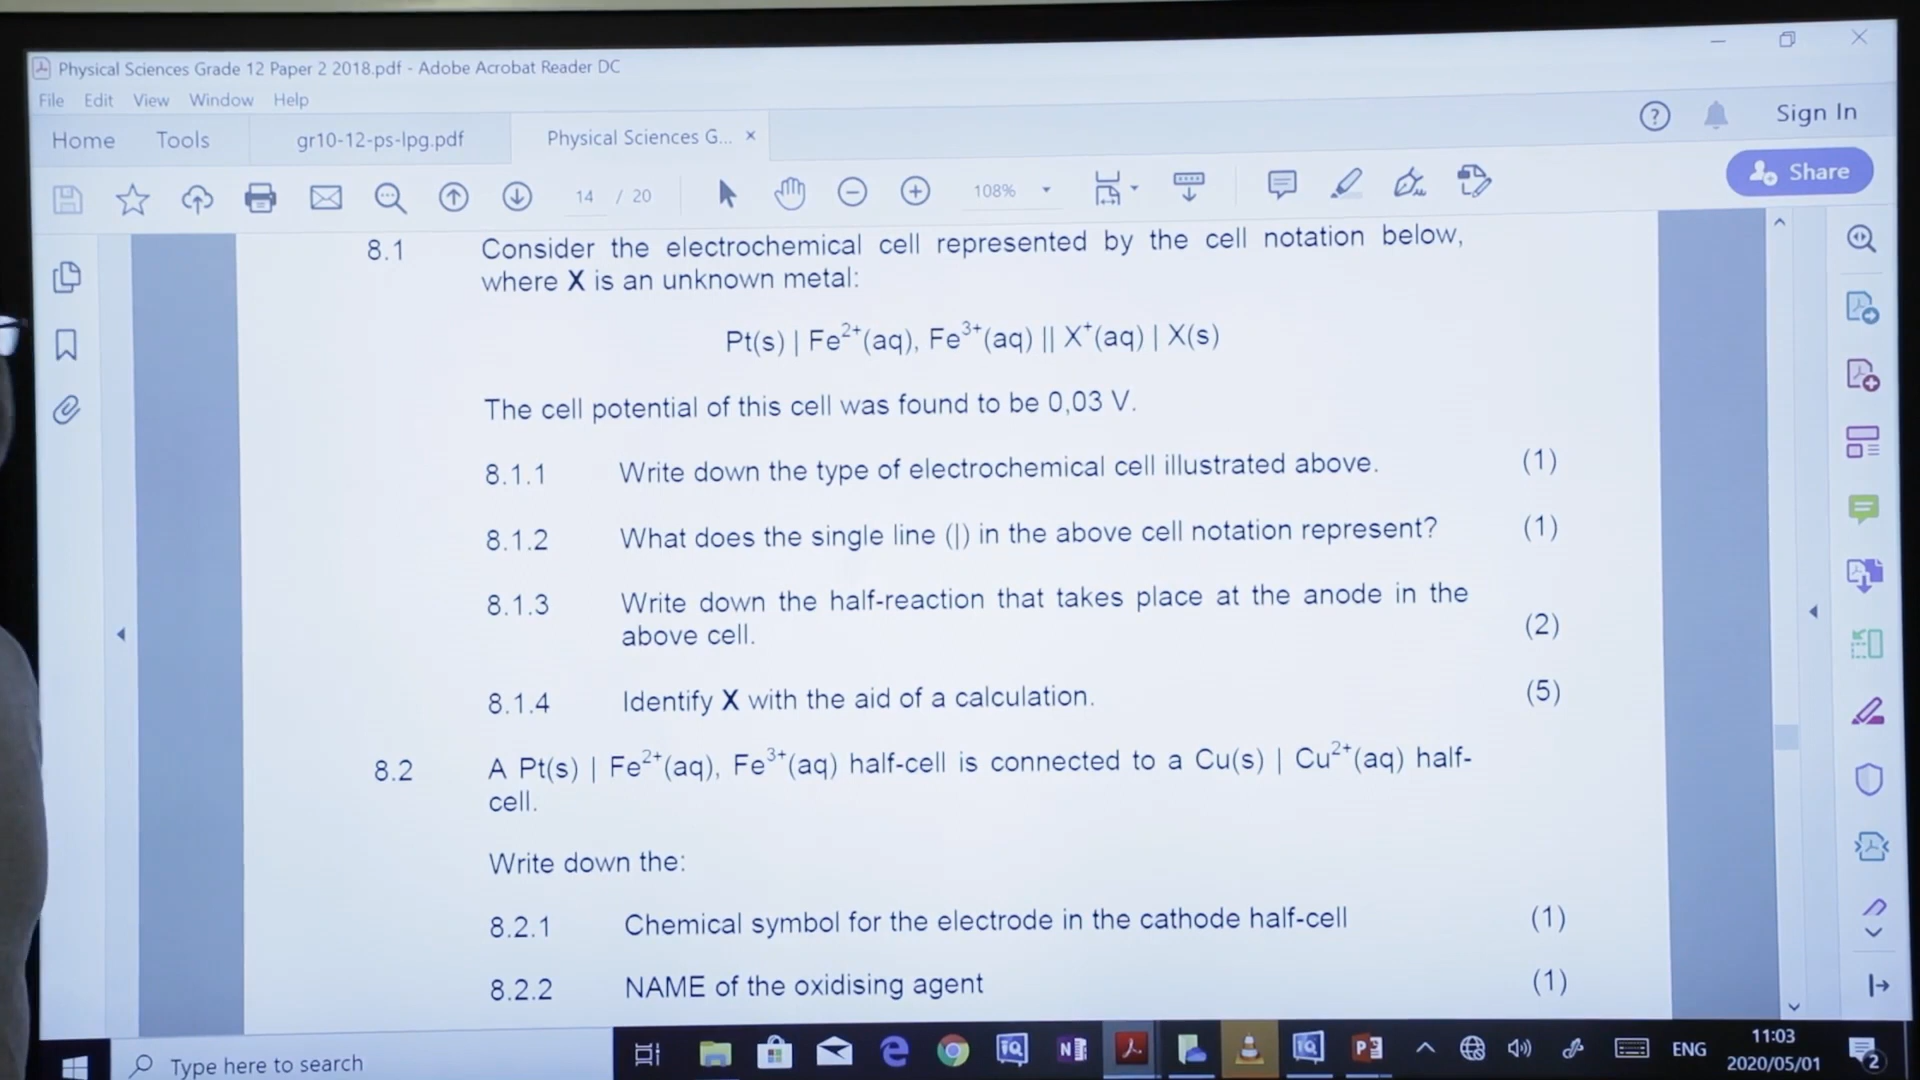 Physical Sciences Grade 12 Paper 2 2018.pdf - Adobe Acrobat Reader DC
File Edit View Window Help
Home Tools gr10-12-ps-lpg.pdf Physical Sciences G... × Sign In
14 / 20 108% Share
8.1 Consider the electrochemical cell represented by the cell notation below,
where X is an unknown metal:
Pt(s) | Fe²⁺(aq), Fe³⁺(aq) || X⁺(aq) | X(s)
The cell potential of this cell was found to be 0,03 V.
8.1.1 Write down the type of electrochemical cell illustrated above. (1)
8.1.2 What does the single line (|) in the above cell notation represent? (1)
8.1.3 Write down the half-reaction that takes place at the anode in the
above cell. (2)
8.1.4 Identify X with the aid of a calculation. (5)
8.2 A Pt(s) | Fe²⁺(aq), Fe³⁺(aq) half-cell is connected to a Cu(s) | Cu²⁺(aq) half-
cell.
Write down the:
8.2.1 Chemical symbol for the electrode in the cathode half-cell (1)
8.2.2 NAME of the oxidising agent (1)
Type here to search ENG 11:03
2020/05/01 2